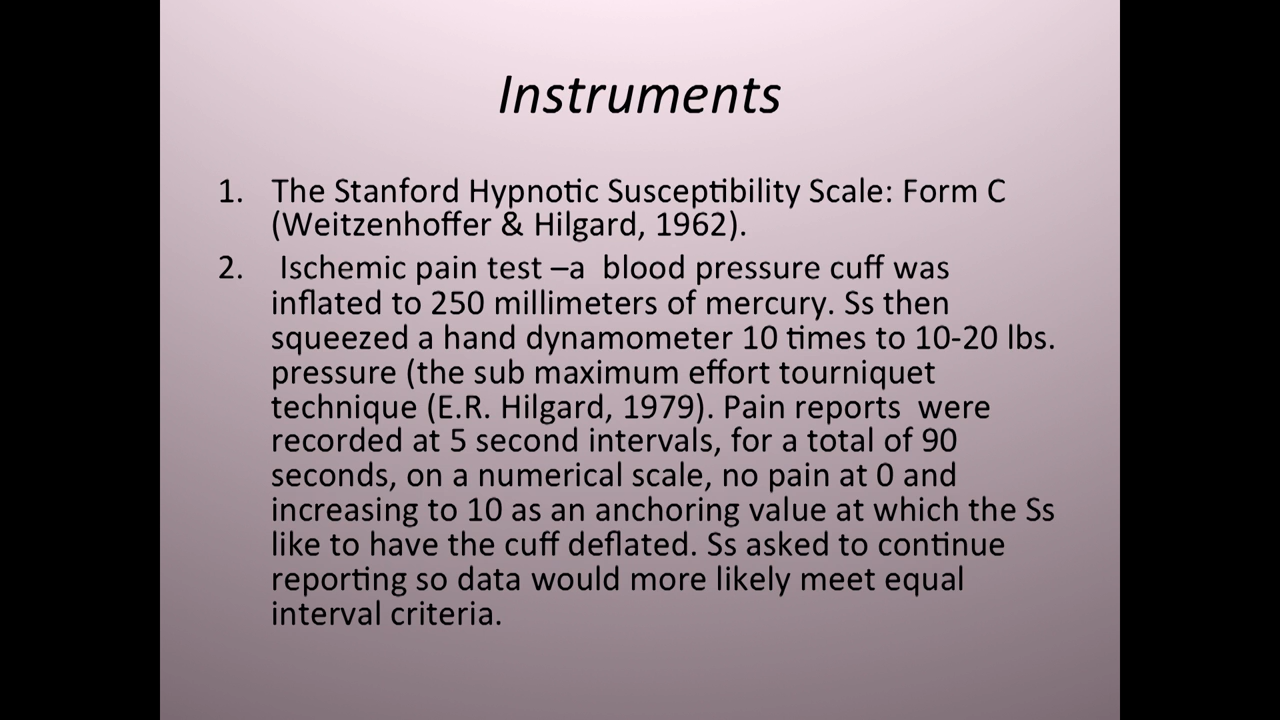 Instruments
1. The Stanford Hypnotic Susceptibility Scale: Form C
(Weitzenhoffer & Hilgard, 1962).
2. Ischemic pain test –a blood pressure cuff was
inflated to 250 millimeters of mercury. Ss then
squeezed a hand dynamometer 10 times to 10-20 lbs.
pressure (the sub maximum effort tourniquet
technique (E.R. Hilgard, 1979). Pain reports were
recorded at 5 second intervals, for a total of 90
seconds, on a numerical scale, no pain at 0 and
increasing to 10 as an anchoring value at which the Ss
like to have the cuff deflated. Ss asked to continue
reporting so data would more likely meet equal
interval criteria.